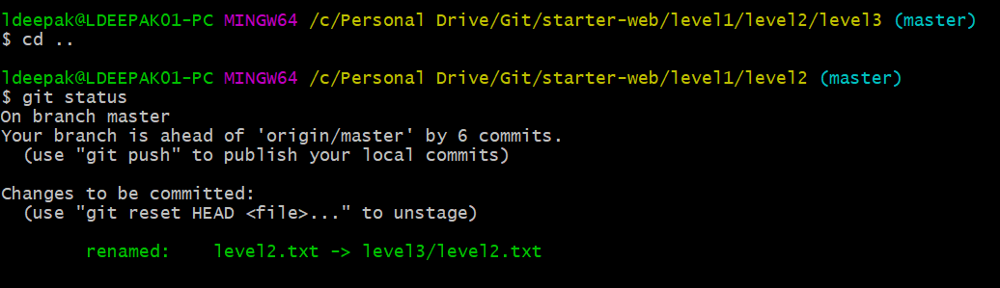 ldeepak@LDEEPAK01-PC MINGW64 /c/Personal Drive/Git/starter-web/level1/level2/level3 (master)
$ cd ..
ldeepak@LDEEPAK01-PC MINGW64 /c/Personal Drive/Git/starter-web/level1/level2 (master)
$ git status
On branch master
Your branch is ahead of 'origin/master' by 6 commits.
  (use "git push" to publish your local commits)
Changes to be committed:
  (use "git reset HEAD <file>..." to unstage)
        renamed:    level2.txt -> level3/level2.txt